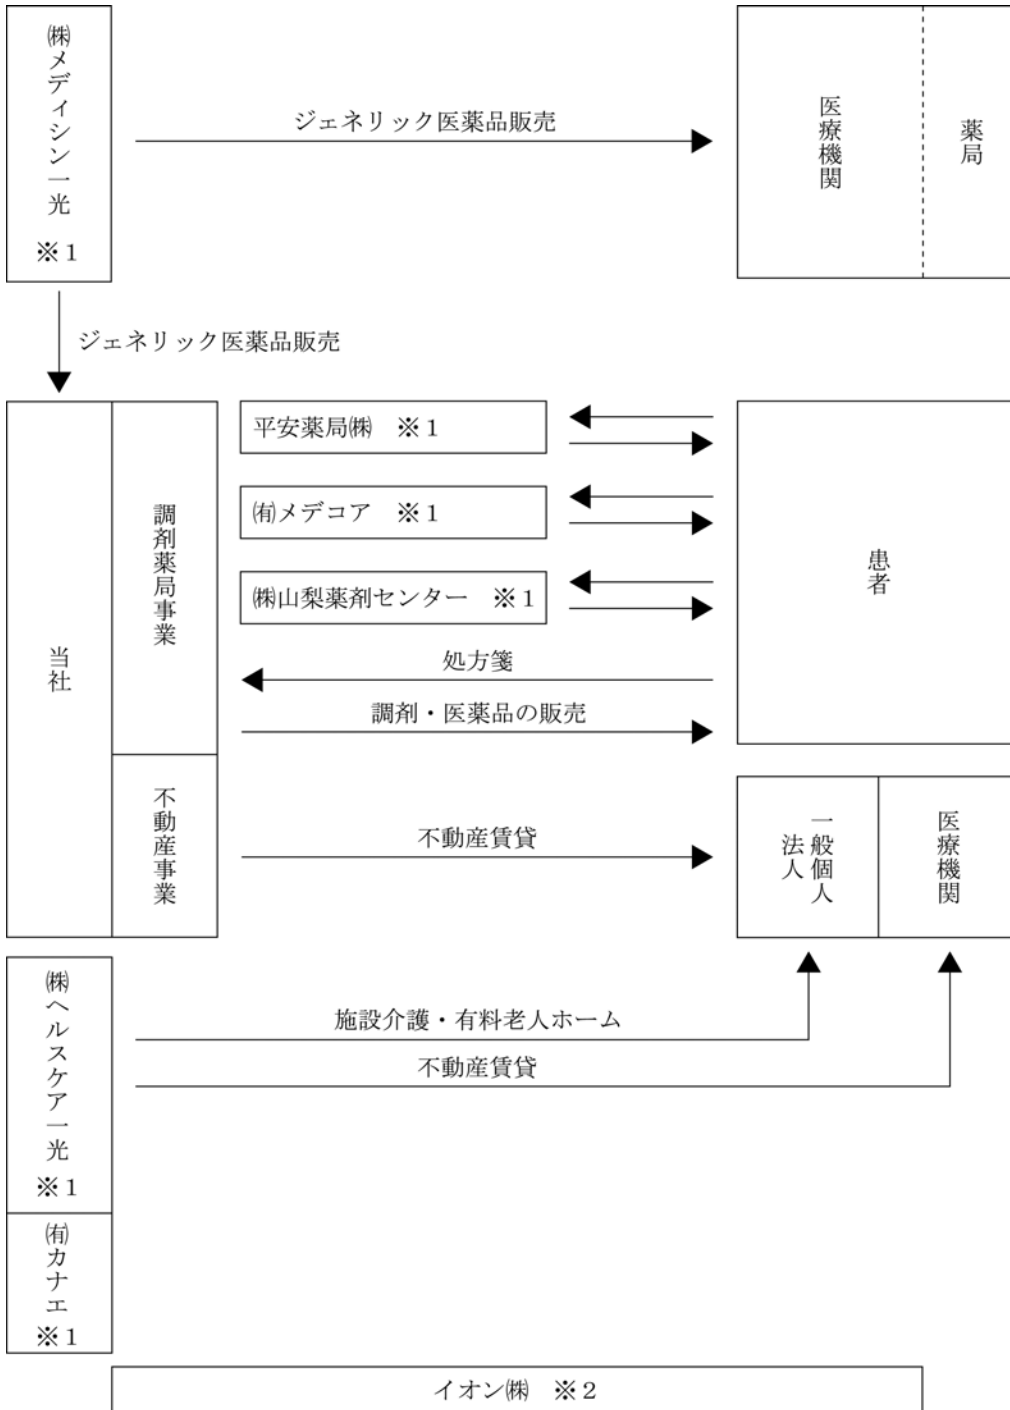 ㈱メディシン一光
※1
ジェネリック医薬品販売
医療機関
薬局
ジェネリック医薬品販売
当社
調剤薬局事業
平安薬局㈱　※1
㈲メデコア　※1
㈱山梨薬剤センター　※1
処方箋
調剤・医薬品の販売
患者
不動産事業
不動産賃貸
一般個人
法人
医療機関
㈱ヘルスケア一光
※1
施設介護・有料老人ホーム
不動産賃貸
㈲カナエ
※1
イオン㈱　※2